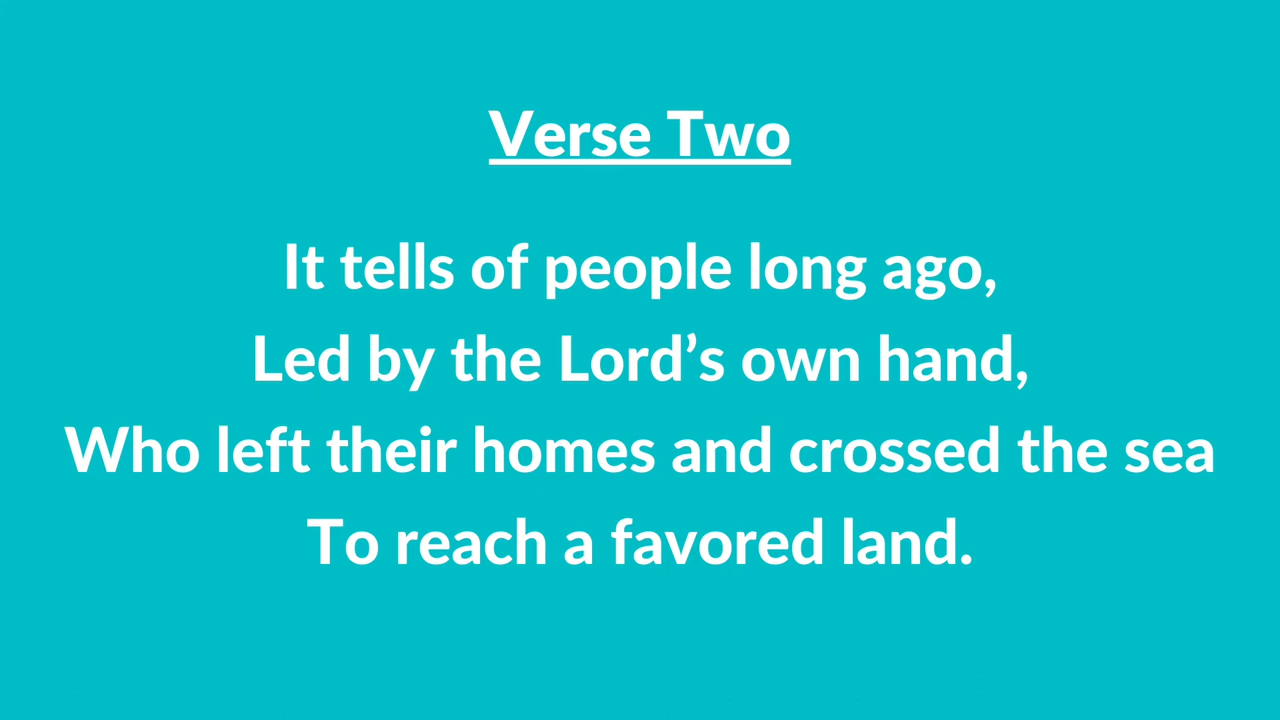 Verse Two
It tells of people long ago,
Led by the Lord’s own hand,
Who left their homes and crossed the sea
To reach a favored land.